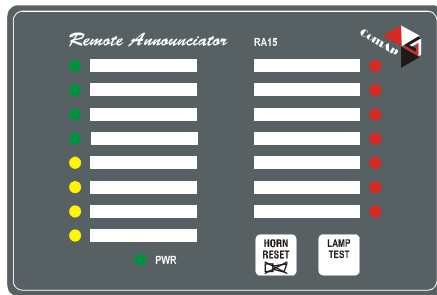 Remote Announciator
RA15
ComAp
PWR
HORN
RESET
LAMP
TEST